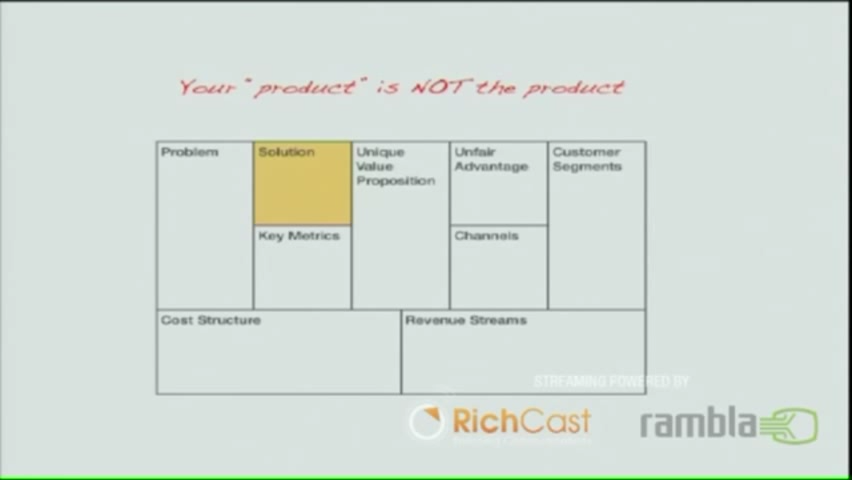 Your "product" is NOT the product
Problem
Solution
Unique
Value
Proposition
Unfair
Advantage
Customer
Segments
Key Metrics
Channels
Cost Structure
Revenue Streams
STREAMING POWERED BY
RichCast
rambla